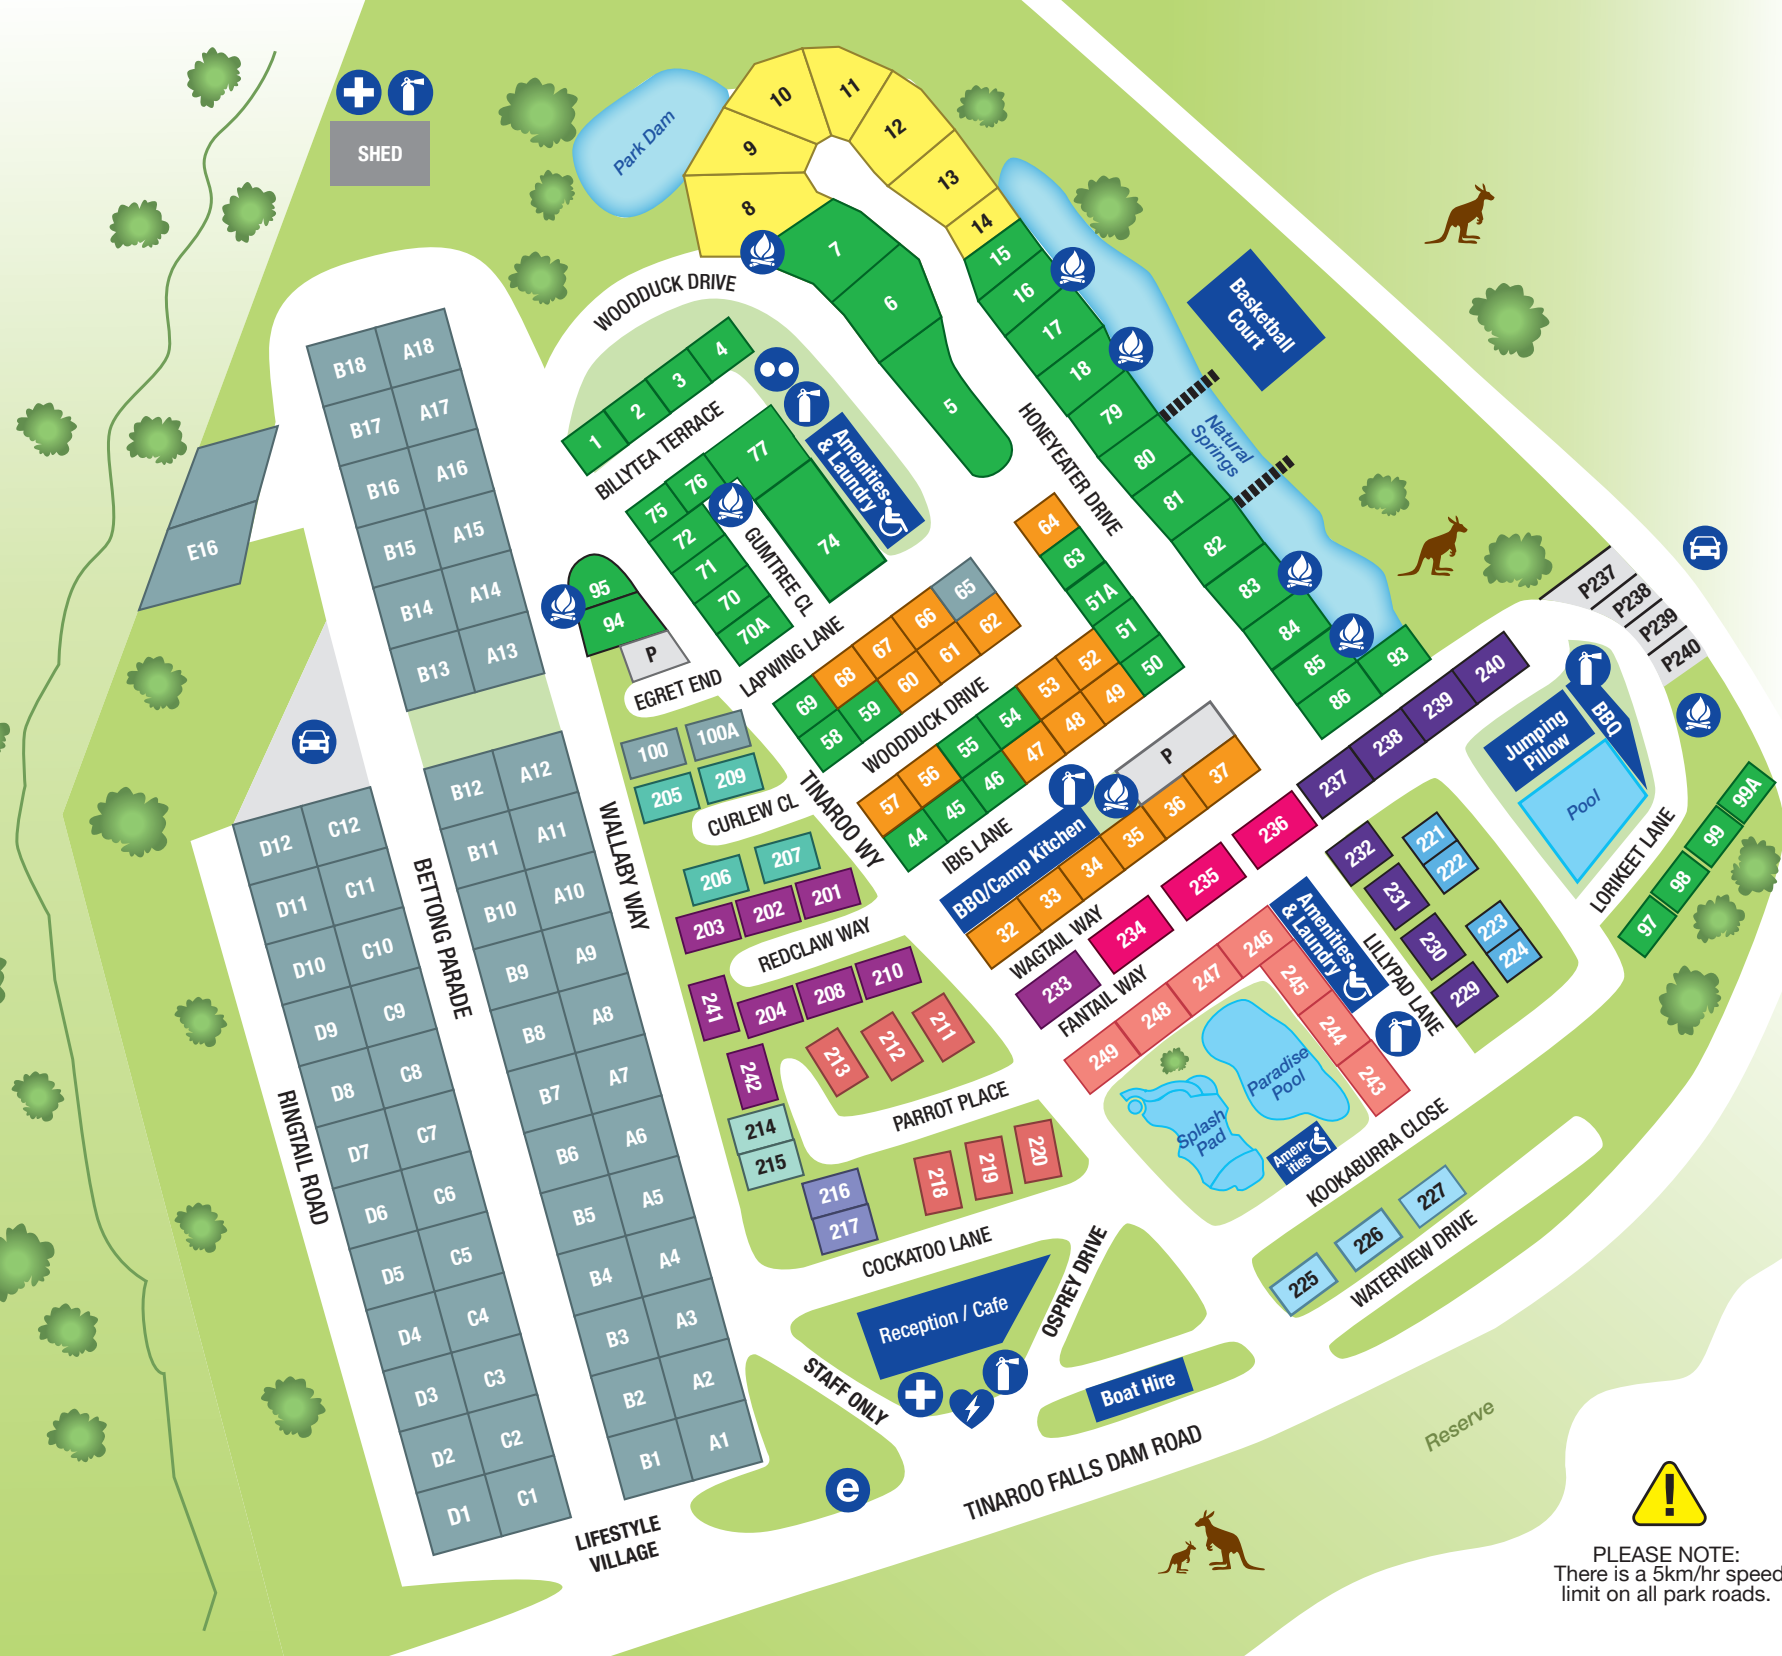 SHED
Park Dam
10
11
12
9
13
8
14
7
15
6
16
17
18
5
79
80
81
82
83
84
85
86
93
Basketball
Court
Natural
Springs
WOODDUCK DRIVE
1
2
3
4
BILLYTEA TERRACE
77
76
75
72
71
70
70A
74
GUMTREE CL
Amenities
& Laundry
HONEYEATER DRIVE
95
94
P
EGRET END
LAPWING LANE
64
63
51A
51
50
65
66
67
68
69
62
61
60
59
58
WOODDUCK DRIVE
52
53
54
55
56
57
49
48
47
46
45
44
TINAROO WY
IBIS LANE
P
BBQ/Camp Kitchen
37
36
35
34
33
32
WAGTAIL WAY
FANTAIL WAY
240
239
238
237
236
235
234
233
P237
P238
P239
P240
BBQ
Jumping
Pillow
Pool
LORIKEET LANE
99A
99
98
97
232
231
230
229
221
222
223
224
LILLYPAD LANE
Amenities
& Laundry
246
247
248
249
245
244
243
Paradise
Pool
Splash
Pad
Amen-
ities
KOOKABURRA CLOSE
227
226
225
WATERVIEW DRIVE
100
100A
205
209
CURLEW CL
206
207
203
202
201
REDCLAW WAY
241
204
208
210
242
213
212
211
PARROT PLACE
214
215
216
217
218
219
220
COCKATOO LANE
OSPREY DRIVE
Reception / Cafe
STAFF ONLY
Boat Hire
e
TINAROO FALLS DAM ROAD
LIFESTYLE
VILLAGE
WALLABY WAY
BETTONG PARADE
RINGTAIL ROAD
E16
B18 A18
B17 A17
B16 A16
B15 A15
B14 A14
B13 A13
B12 A12
B11 A11
B10 A10
B9 A9
B8 A8
B7 A7
B6 A6
B5 A5
B4 A4
B3 A3
B2 A2
B1 A1
D12 C12
D11 C11
D10 C10
D9 C9
D8 C8
D7 C7
D6 C6
D5 C5
D4 C4
D3 C3
D2 C2
D1 C1
Reserve
!
PLEASE NOTE:
There is a 5km/hr speed
limit on all park roads.